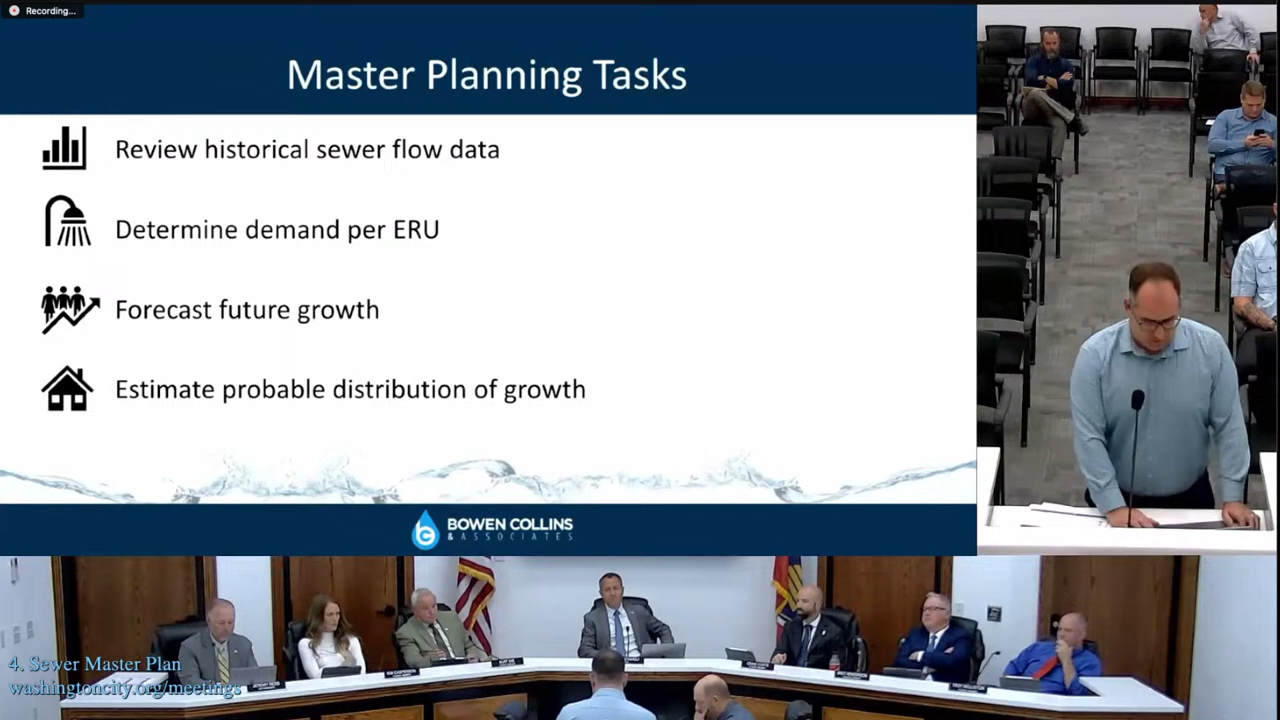 Recording...
Master Planning Tasks
Review historical sewer flow data
Determine demand per ERU
Forecast future growth
Estimate probable distribution of growth
BOWEN COLLINS
& ASSOCIATES
4. Sewer Master Plan
washingtoncity.org/meetings